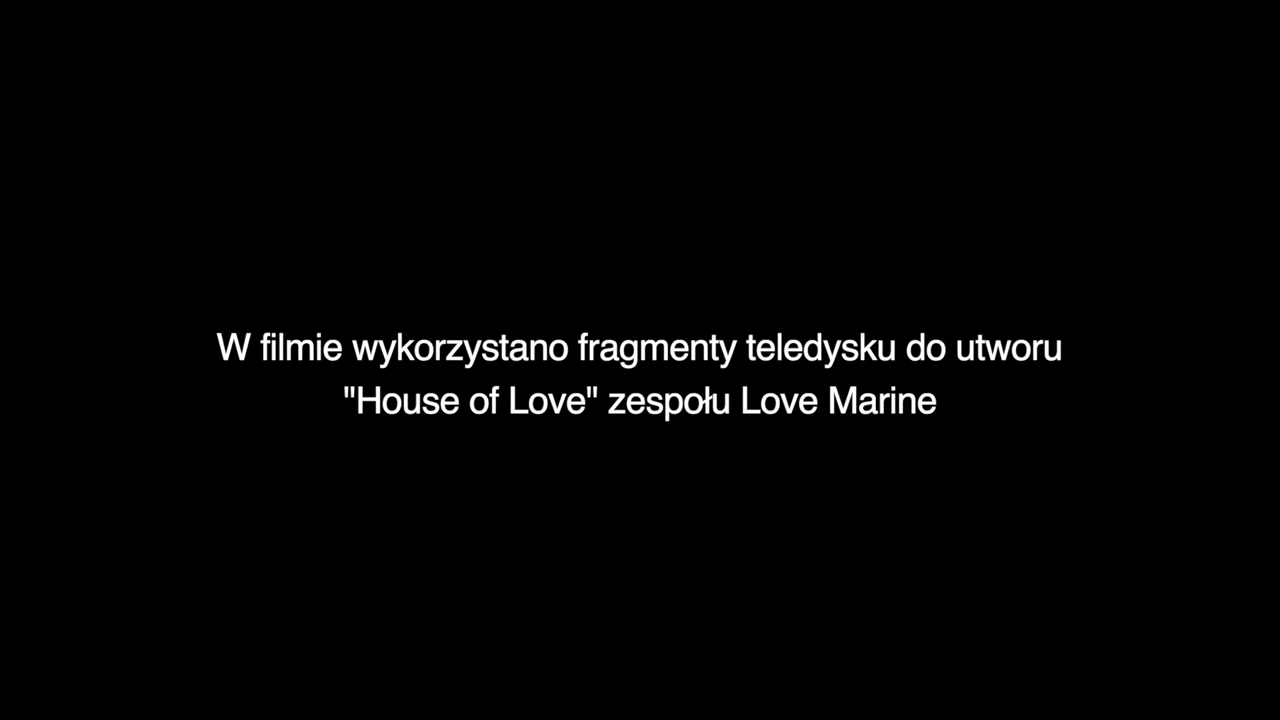 W filmie wykorzystano fragmenty teledysku do utworu
"House of Love" zespołu Love Marine